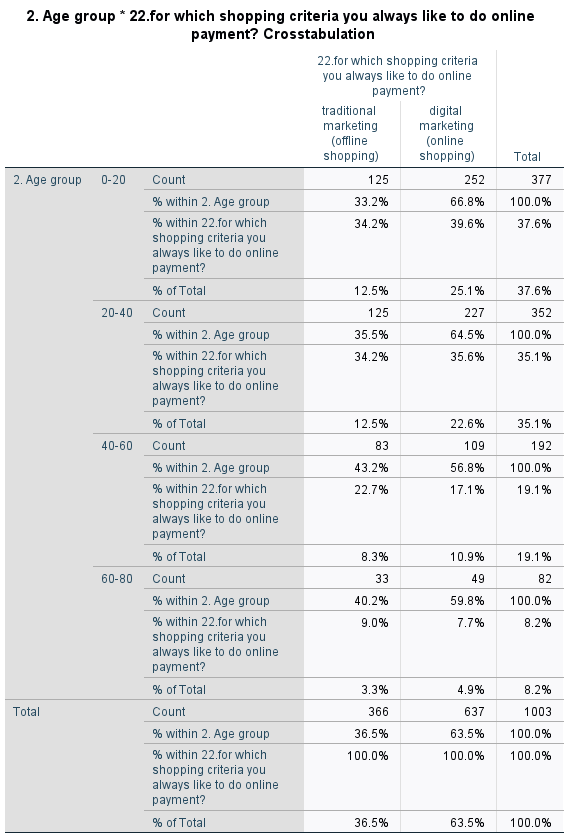 2. Age group * 22.for which shopping criteria you always like to do online
payment? Crosstabulation
22.for which shopping criteria
you always like to do online
payment?
traditional marketing (offline shopping) digital marketing (online shopping) Total
2. Age group 0-20 Count 125 252 377
% within 2. Age group 33.2% 66.8% 100.0%
% within 22.for which 34.2% 39.6% 37.6%
shopping criteria you
always like to do online
payment?
% of Total 12.5% 25.1% 37.6%
20-40 Count 125 227 352
% within 2. Age group 35.5% 64.5% 100.0%
% within 22.for which 34.2% 35.6% 35.1%
shopping criteria you
always like to do online
payment?
% of Total 12.5% 22.6% 35.1%
40-60 Count 83 109 192
% within 2. Age group 43.2% 56.8% 100.0%
% within 22.for which 22.7% 17.1% 19.1%
shopping criteria you
always like to do online
payment?
% of Total 8.3% 10.9% 19.1%
60-80 Count 33 49 82
% within 2. Age group 40.2% 59.8% 100.0%
% within 22.for which 9.0% 7.7% 8.2%
shopping criteria you
always like to do online
payment?
% of Total 3.3% 4.9% 8.2%
Total Count 366 637 1003
% within 2. Age group 36.5% 63.5% 100.0%
% within 22.for which 100.0% 100.0% 100.0%
shopping criteria you
always like to do online
payment?
% of Total 36.5% 63.5% 100.0%